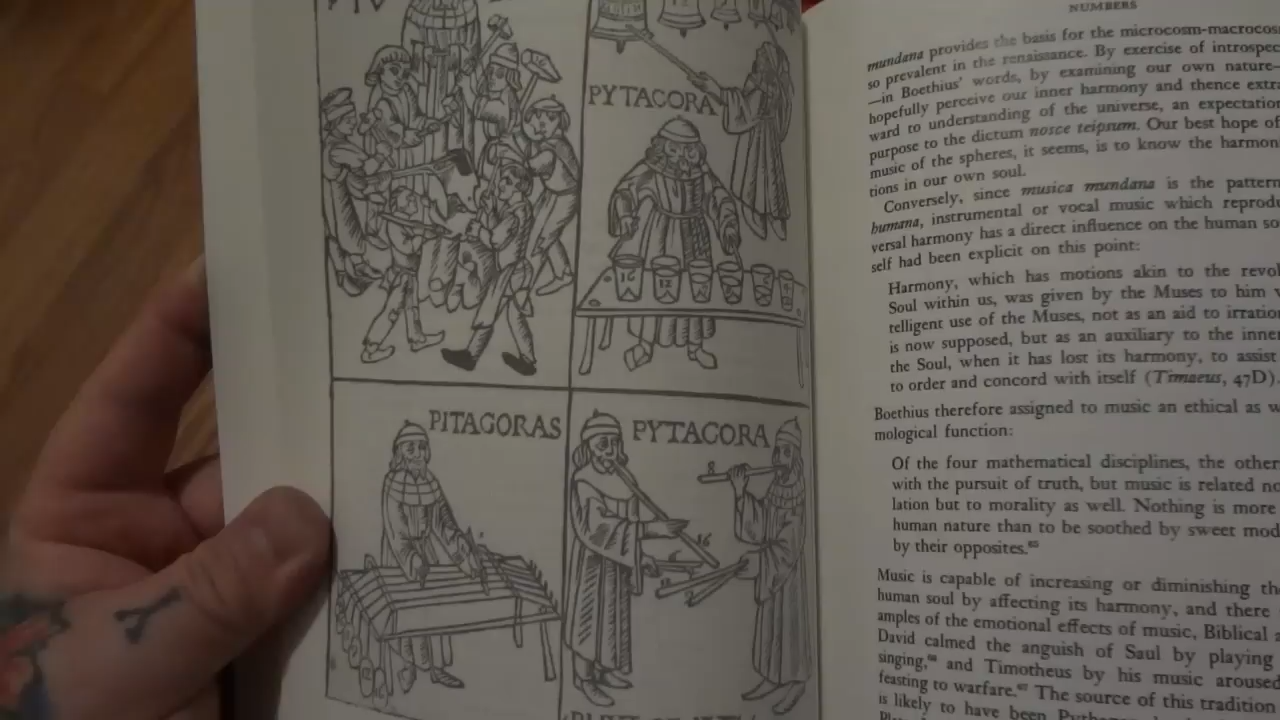 PYTACORA
16
12
PITAGORAS
PYTACORA
8
16
NUMBERS
mundana provides the basis for the microcosm-macrocos
so prevalent in the renaissance. By exercise of introspec
—in Boethius' words, by examining our own nature—
hopefully perceive our inner harmony and thence extra
ward to understanding of the universe, an expectation
purpose to the dictum nosce teipsum. Our best hope of
music of the spheres, it seems, is to know the harmon
tions in our own soul.
Conversely, since musica mundana is the pattern
humana, instrumental or vocal music which reprodu
versal harmony has a direct influence on the human so
self had been explicit on this point:
Harmony, which has motions akin to the revol
Soul within us, was given by the Muses to him
telligent use of the Muses, not as an aid to irration
is now supposed, but as an auxiliary to the inne
the Soul, when it has lost its harmony, to assist
to order and concord with itself (Timaeus, 47D).
Boethius therefore assigned to music an ethical as w
mological function:
Of the four mathematical disciplines, the other
with the pursuit of truth, but music is related no
lation but to morality as well. Nothing is more
human nature than to be soothed by sweet mod
by their opposites.⁶⁵
Music is capable of increasing or diminishing th
human soul by affecting its harmony, and there
amples of the emotional effects of music, Biblical a
David calmed the anguish of Saul by playing
singing,⁶⁶ and Timotheus by his music aroused
feasting to warfare.⁶⁷ The source of this tradition
is likely to have been Pythag